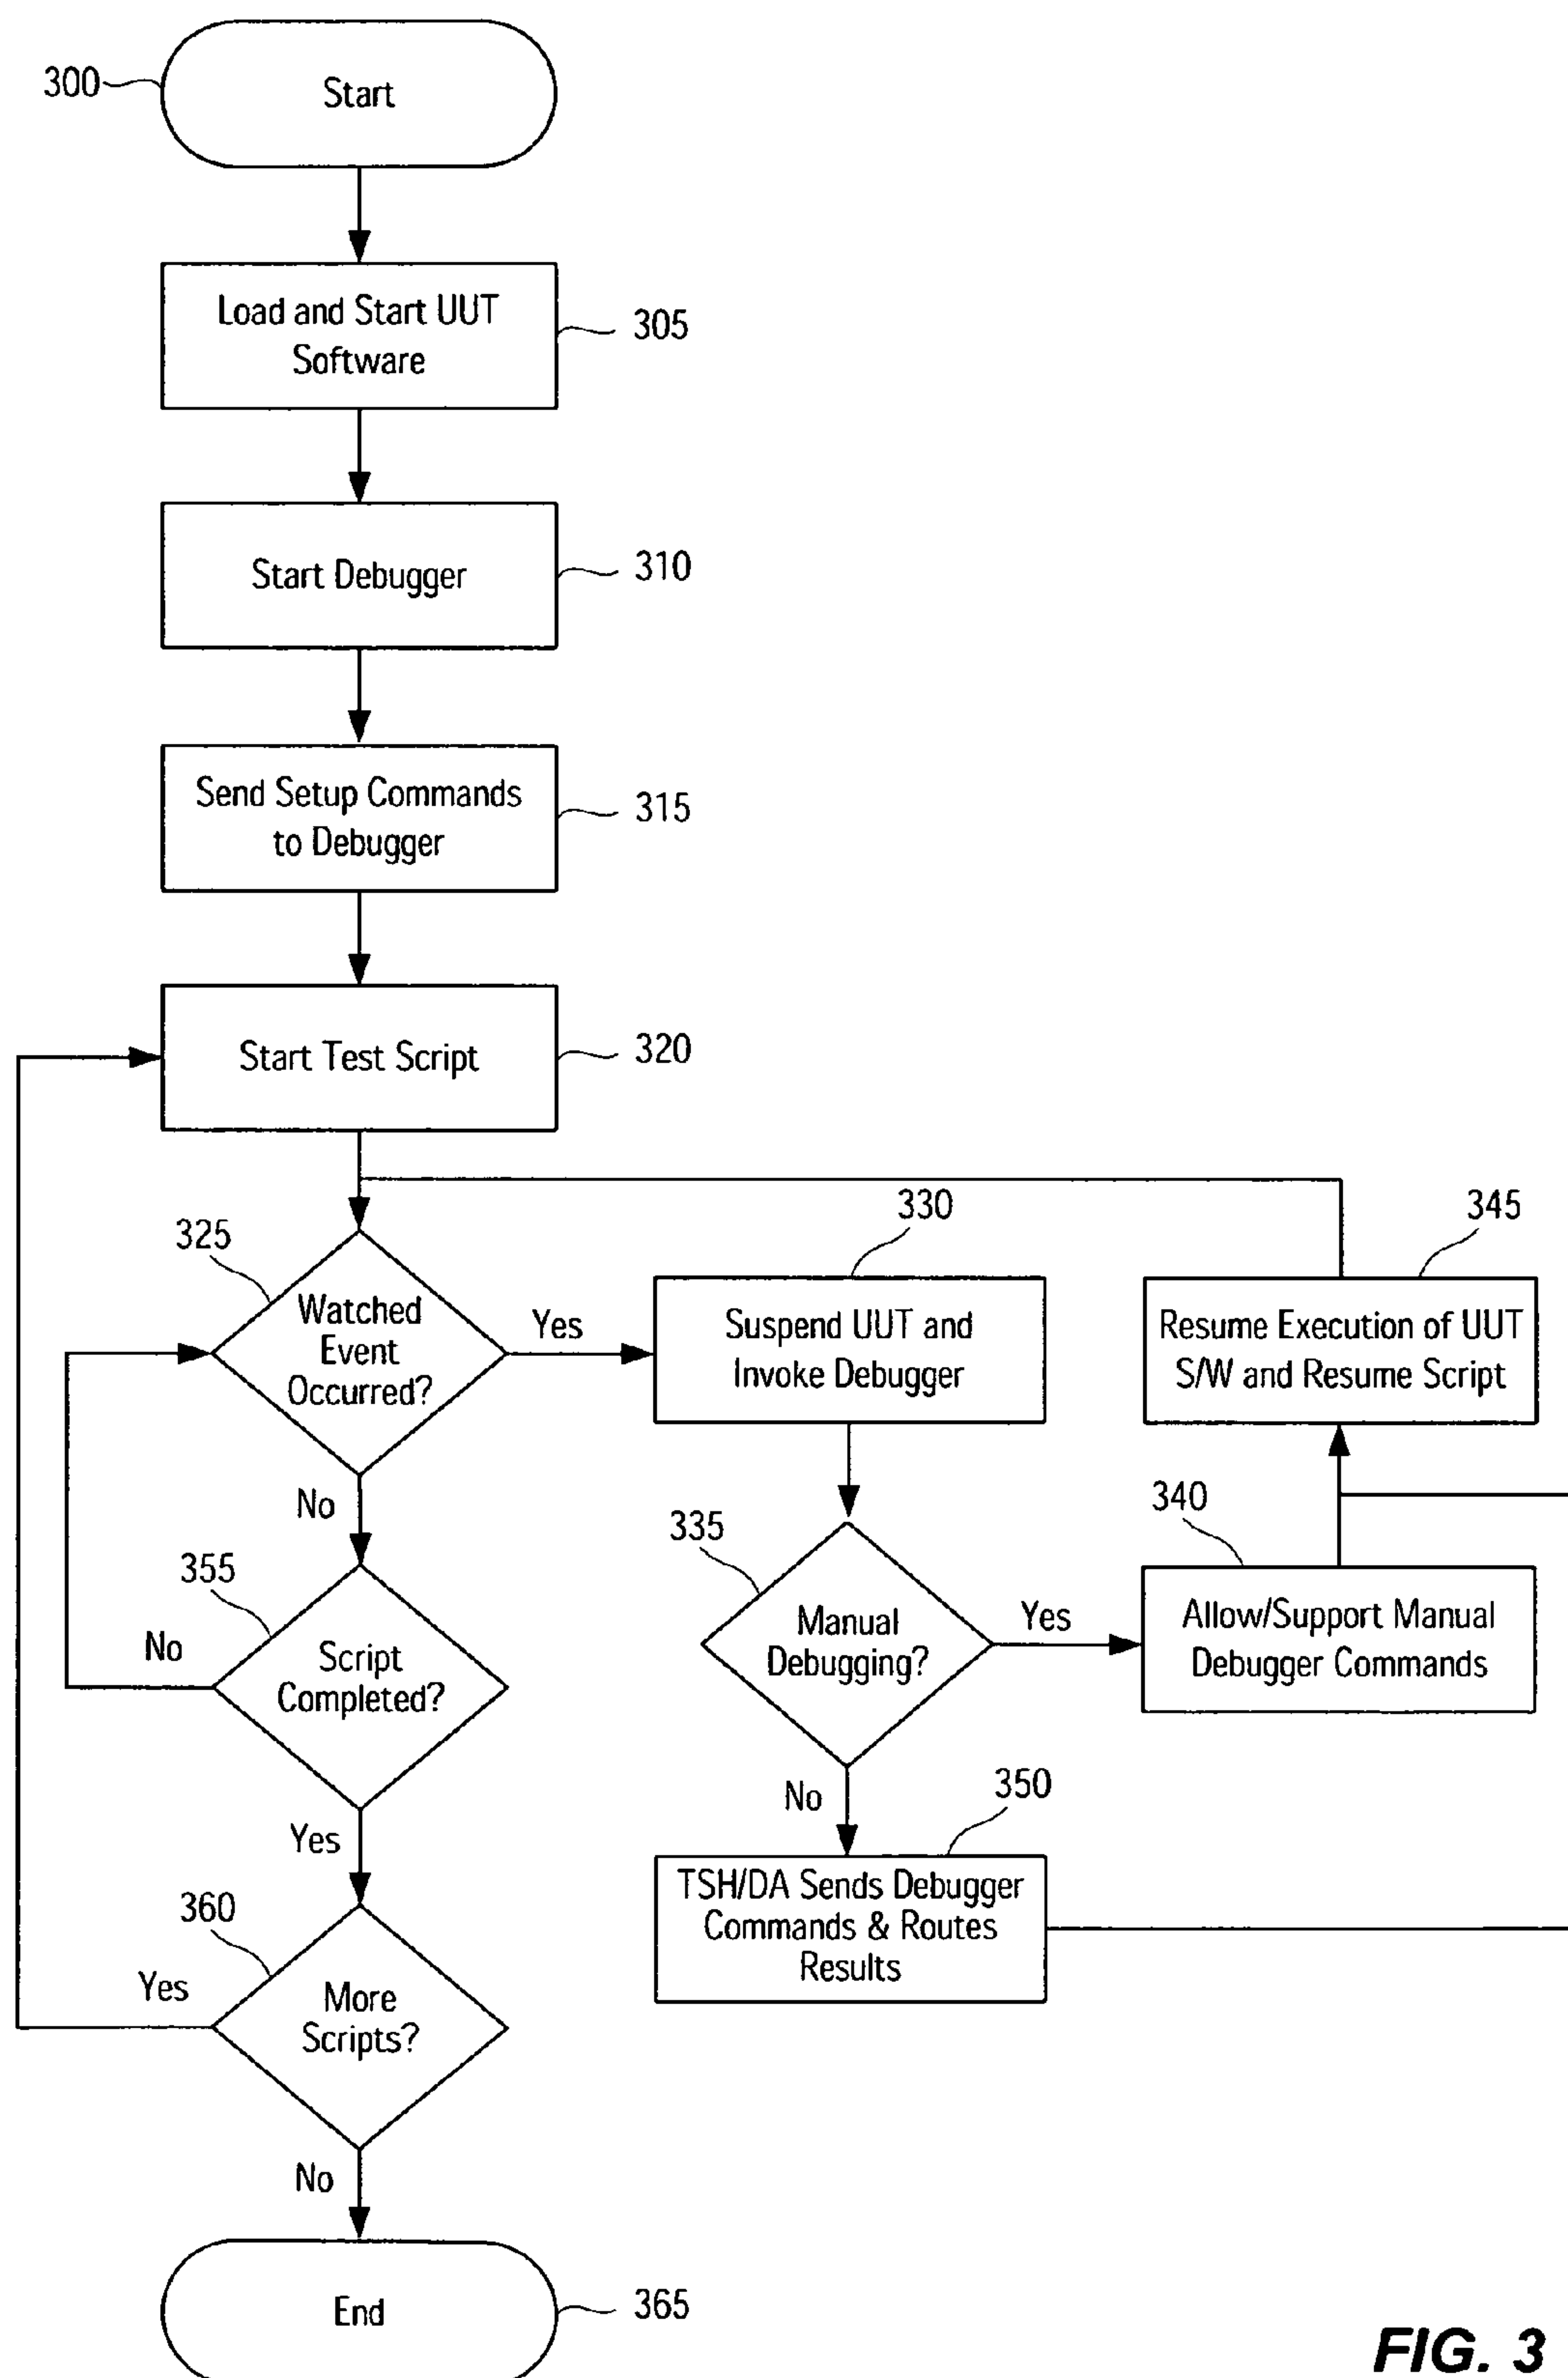 300
Start
Load and Start UUT
Software
305
Start Debugger
310
Send Setup Commands
to Debugger
315
Start Test Script
320
325
Watched
Event
Occurred?
Yes
No
330
Suspend UUT and
Invoke Debugger
345
Resume Execution of UUT
S/W and Resume Script
335
Manual
Debugging?
Yes
No
340
Allow/Support Manual
Debugger Commands
350
TSH/DA Sends Debugger
Commands & Routes
Results
355
Script
Completed?
No
Yes
360
More
Scripts?
Yes
No
End
365
FIG. 3